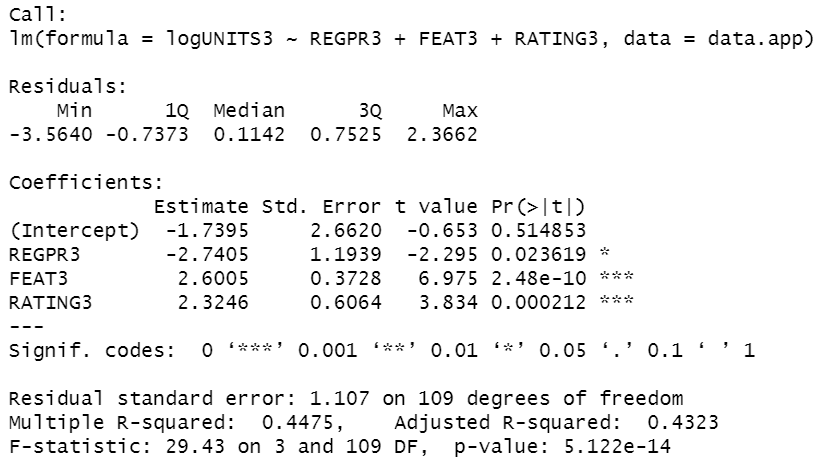 Call:
lm(formula = logUNITS3 ~ REGPR3 + FEAT3 + RATING3, data = data.app)
Residuals:
Min 1Q Median 3Q Max
-3.5640 -0.7373 0.1142 0.7525 2.3662
Coefficients:
Estimate Std. Error t value Pr(>|t|)
(Intercept) -1.7395 2.6620 -0.653 0.514853
REGPR3 -2.7405 1.1939 -2.295 0.023619 *
FEAT3 2.6005 0.3728 6.975 2.48e-10 ***
RATING3 2.3246 0.6064 3.834 0.000212 ***
---
Signif. codes: 0 ‘***’ 0.001 ‘**’ 0.01 ‘*’ 0.05 ‘.’ 0.1 ‘ ’ 1
Residual standard error: 1.107 on 109 degrees of freedom
Multiple R-squared: 0.4475, Adjusted R-squared: 0.4323
F-statistic: 29.43 on 3 and 109 DF, p-value: 5.122e-14